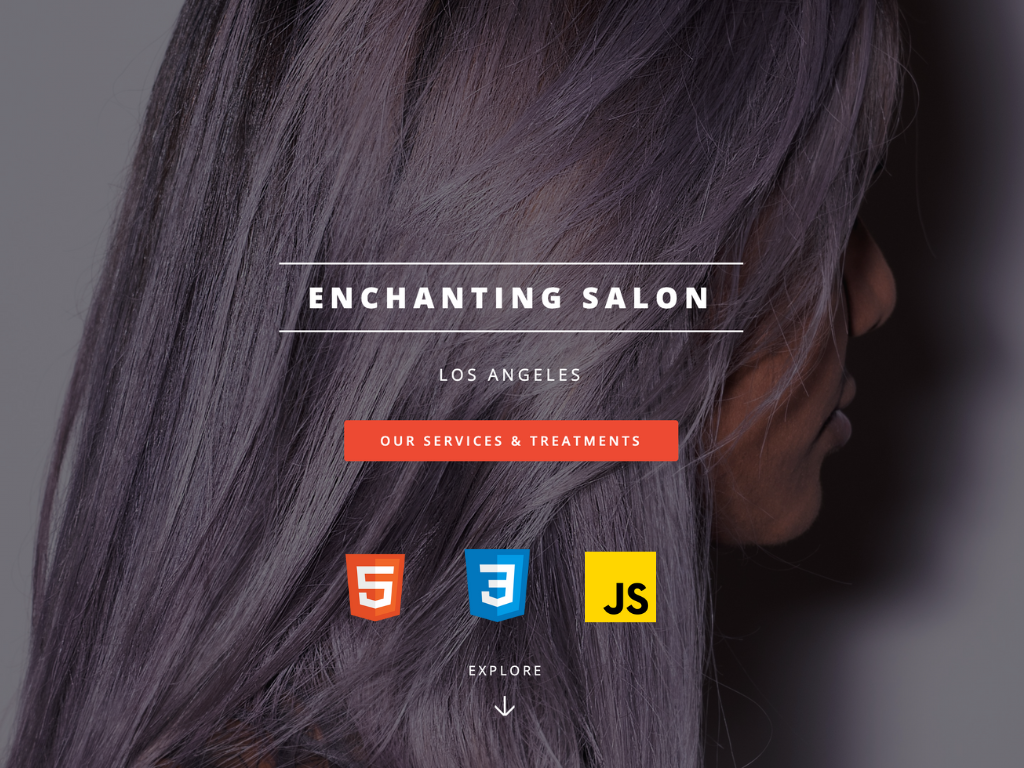 ENCHANTING SALON
LOS ANGELES
OUR SERVICES & TREATMENTS
5 3 JS
EXPLORE